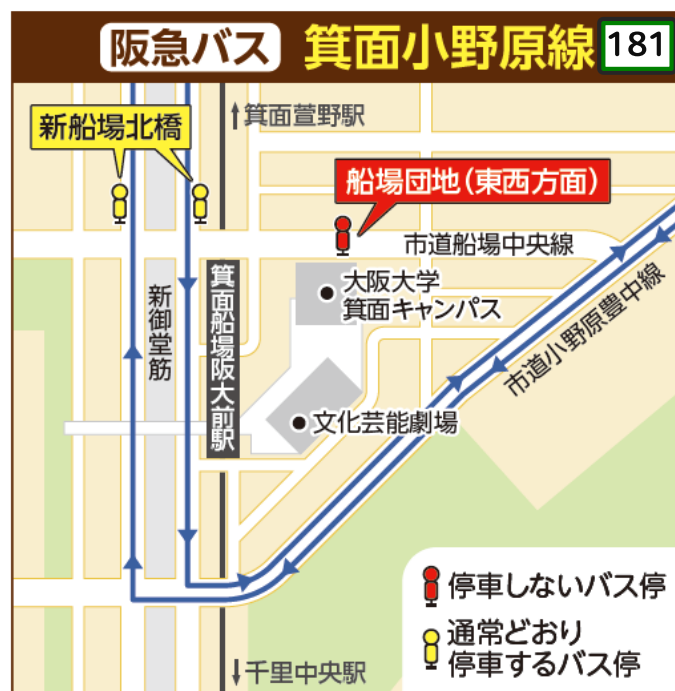 阪急バス 箕面小野原線 181
↑箕面萱野駅
新船場北橋
船場団地(東西方面)
市道船場中央線
大阪大学
箕面キャンパス
新御堂筋
箕面船場阪大前駅
市道小野原豊中線
文化芸能劇場
停車しないバス停
通常どおり
停車するバス停
↓千里中央駅